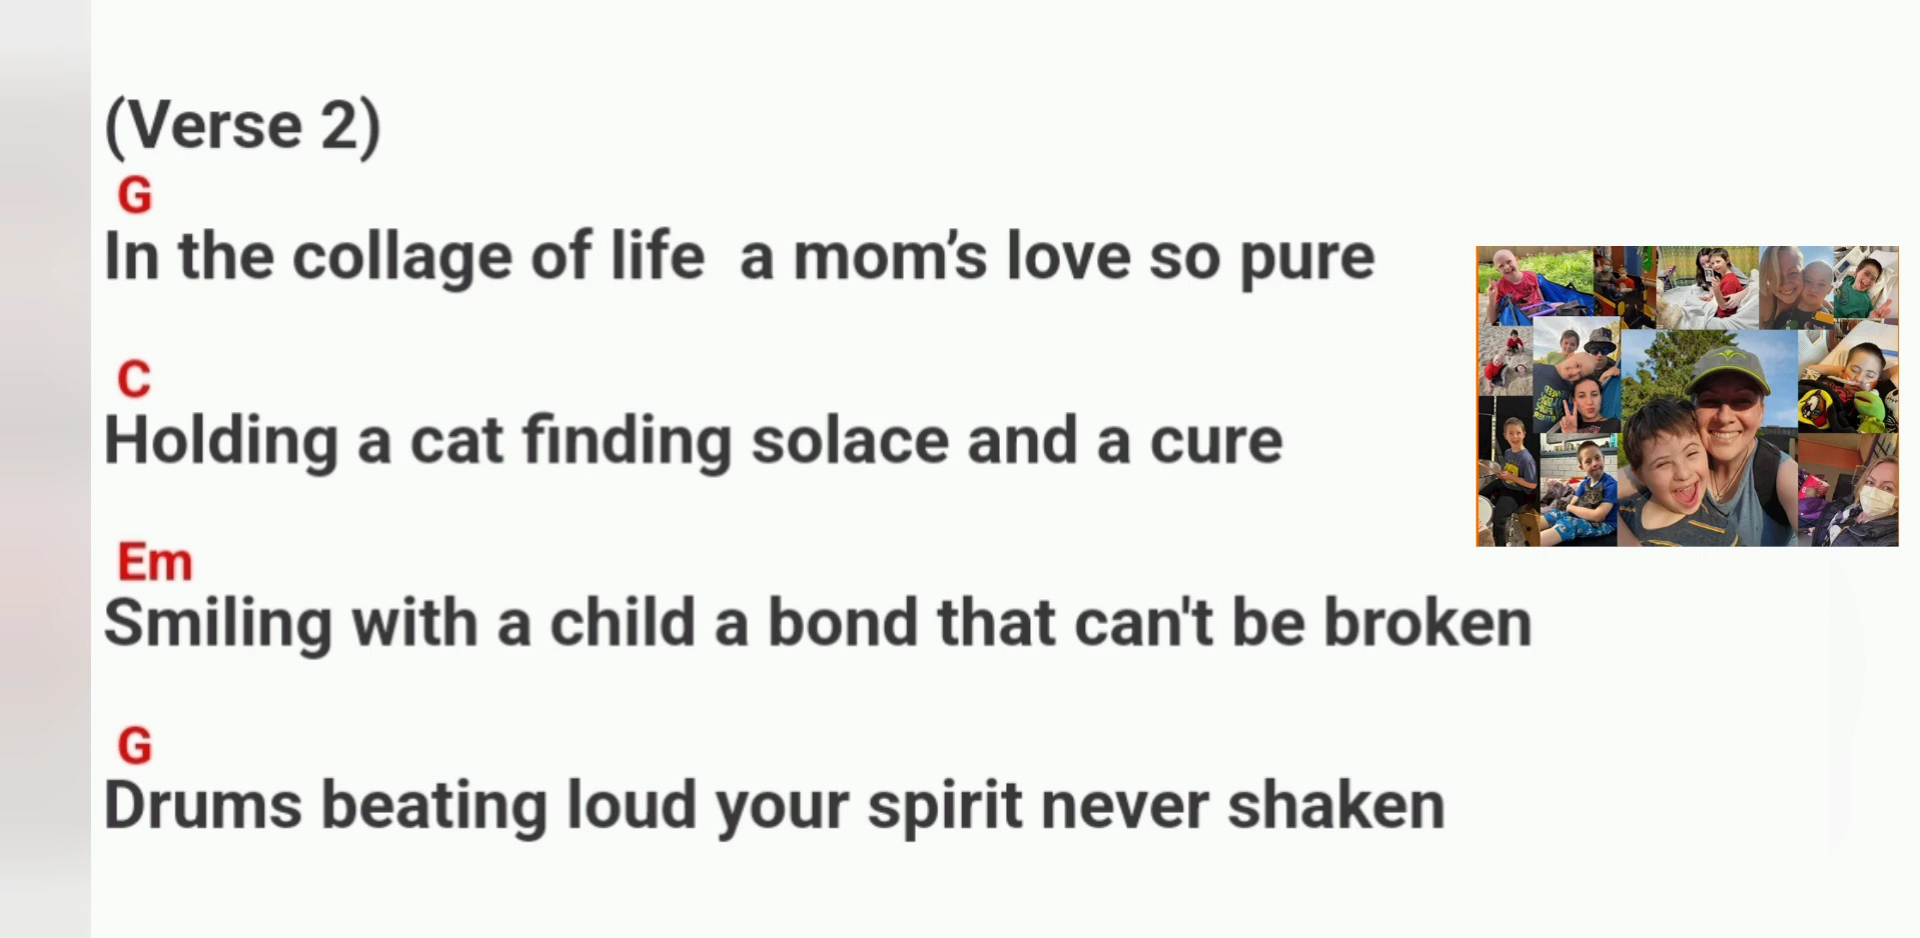 (Verse 2)
G
In the collage of life  a mom’s love so pure
C
Holding a cat finding solace and a cure
Em
Smiling with a child a bond that can't be broken
G
Drums beating loud your spirit never shaken